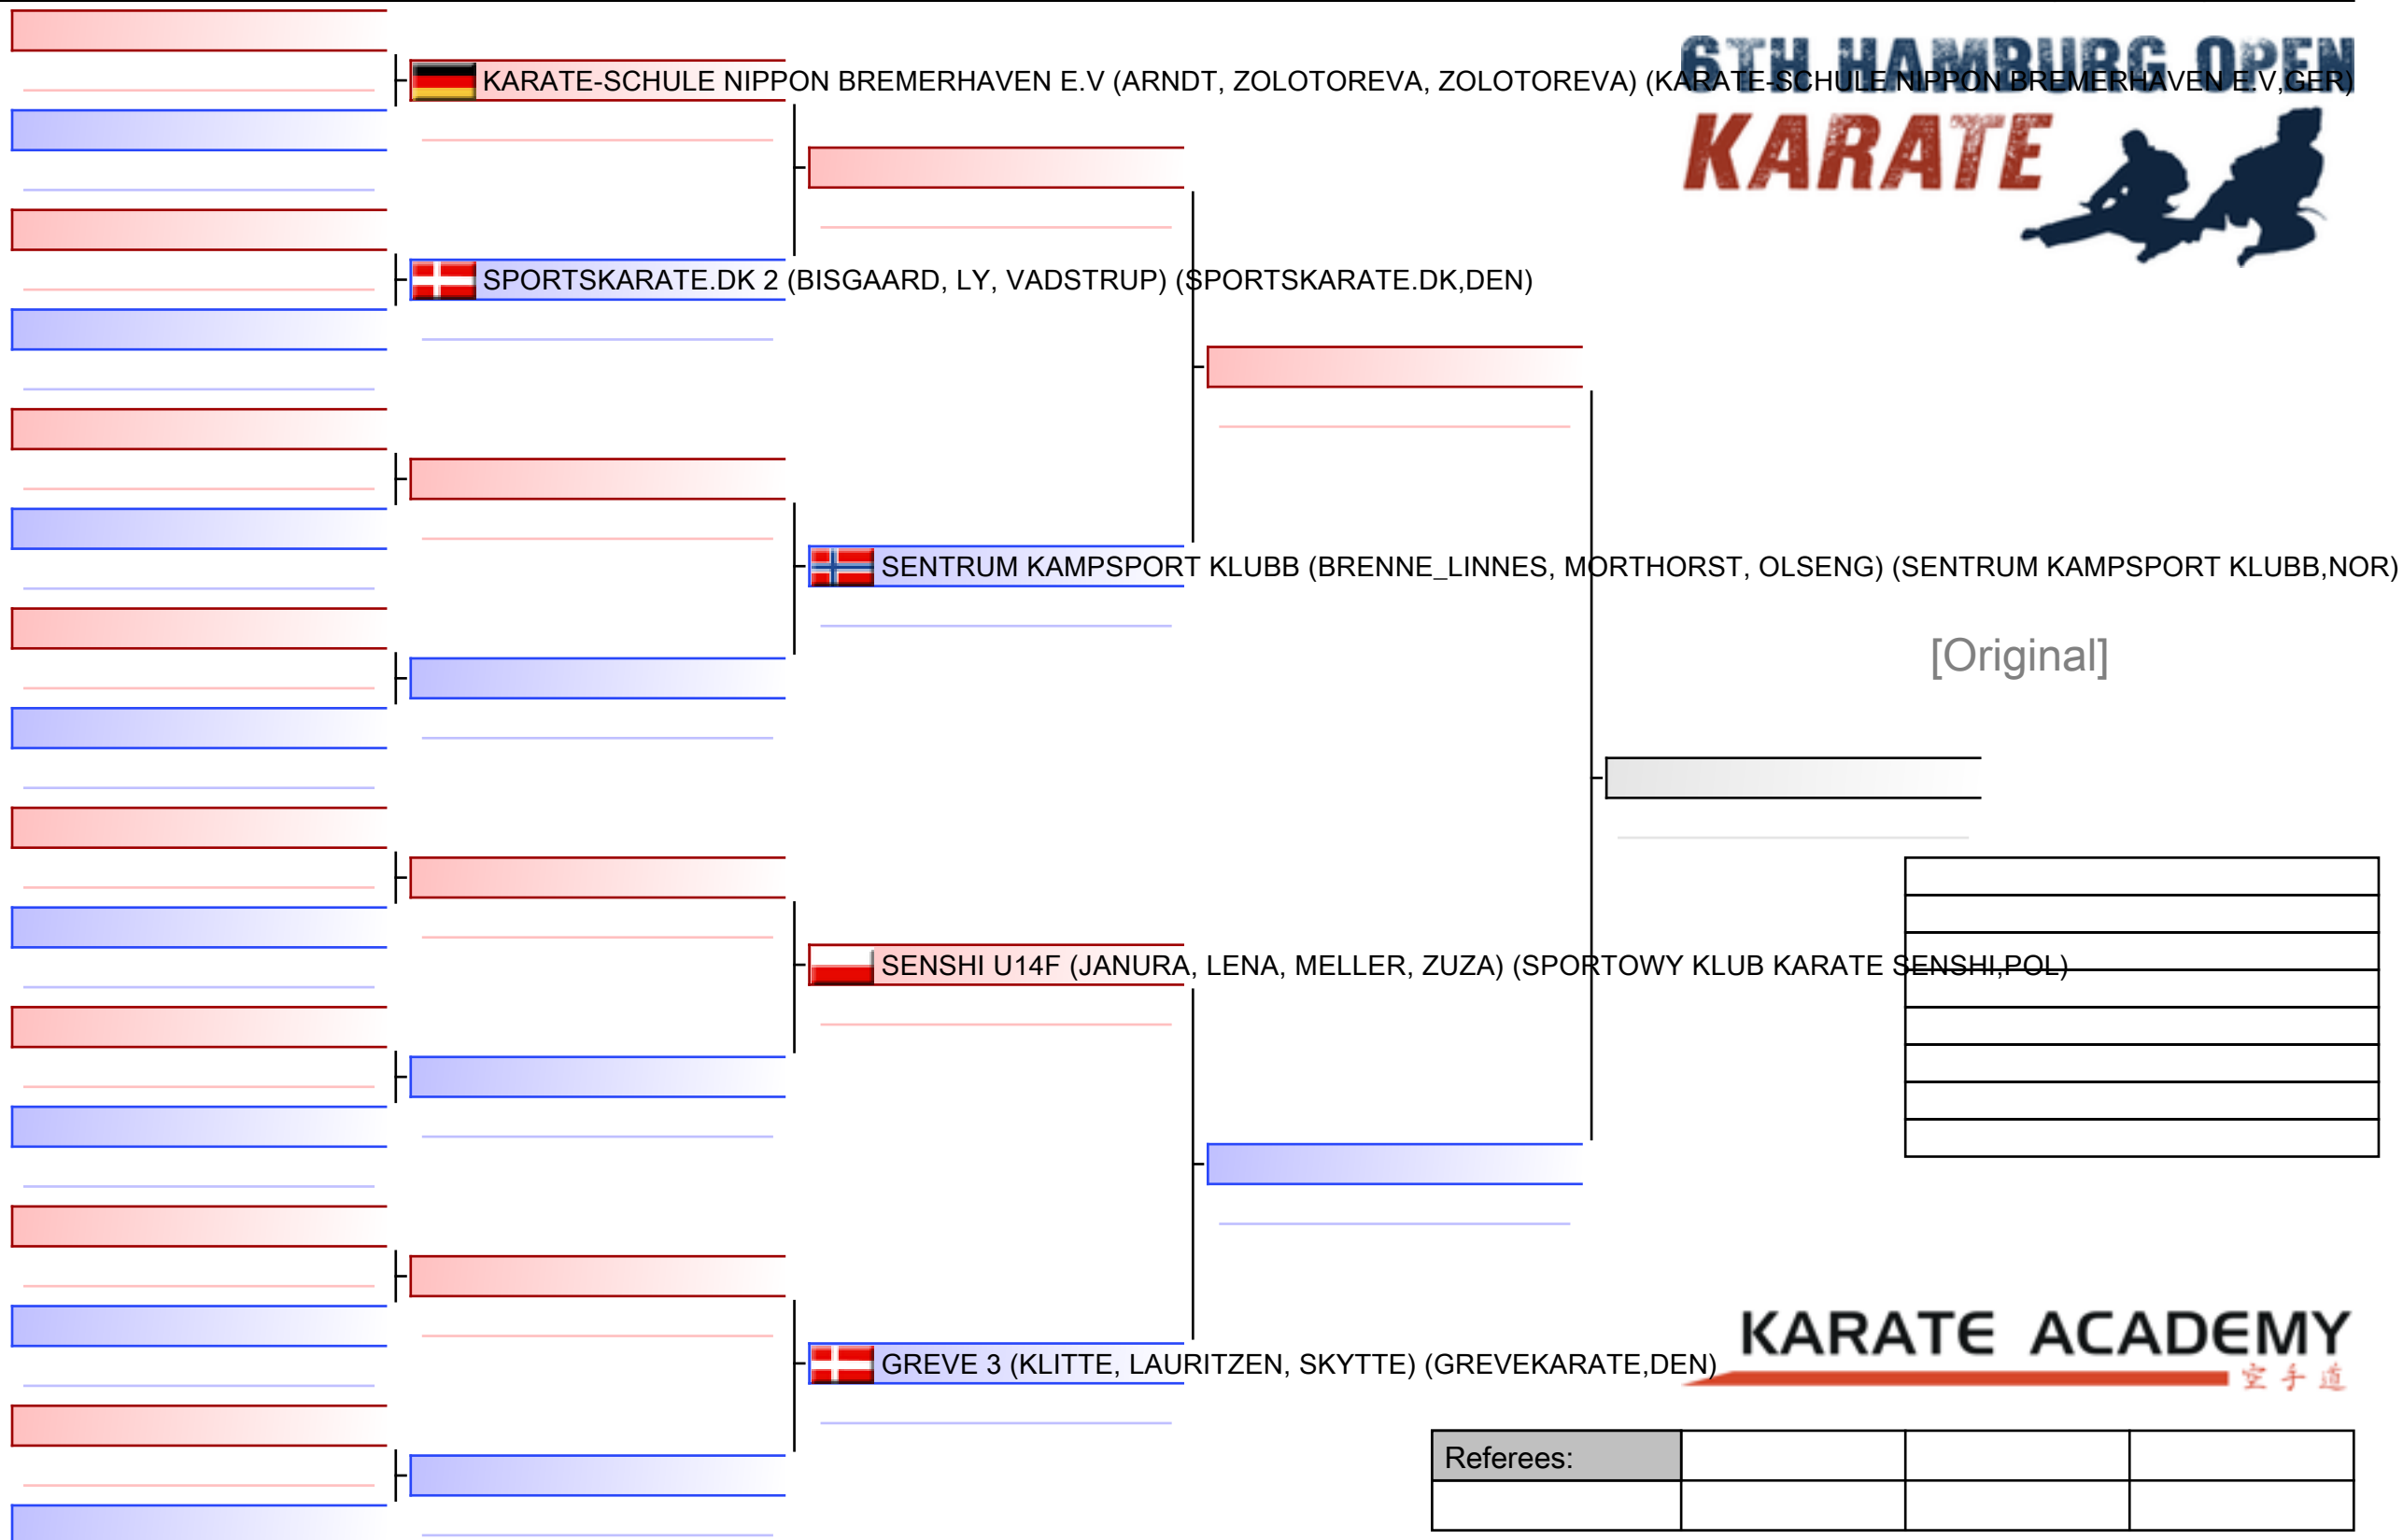 6TH HAMBURG OPEN
KARATE-SCHULE NIPPON BREMERHAVEN E.V (ARNDT, ZOLOTOREVA, ZOLOTOREVA) (KARATE-SCHULE NIPPON BREMERHAVEN E.V,GER)
KARATE
SPORTSKARATE.DK 2 (BISGAARD, LY, VADSTRUP) (SPORTSKARATE.DK,DEN)
SENTRUM KAMPSPORT KLUBB (BRENNE_LINNES, MORTHORST, OLSENG) (SENTRUM KAMPSPORT KLUBB,NOR)
[Original]
SENSHI U14F (JANURA, LENA, MELLER, ZUZA) (SPORTOWY KLUB KARATE SENSHI,POL)
KARATE ACADEMY
GREVE 3 (KLITTE, LAURITZEN, SKYTTE) (GREVEKARATE,DEN)
空手道
Referees: